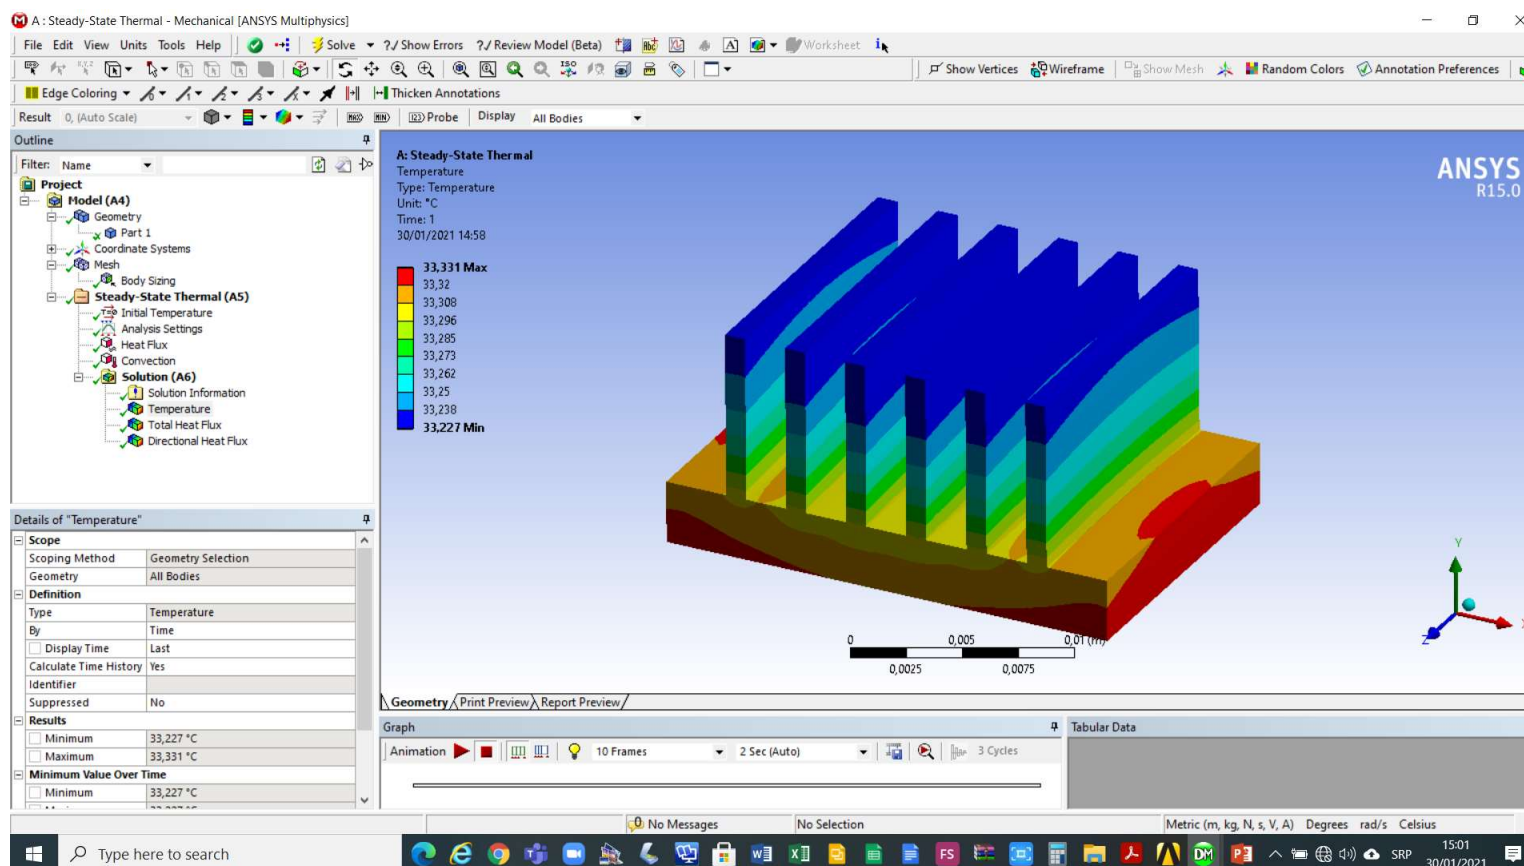 A : Steady-State Thermal - Mechanical [ANSYS Multiphysics]
File Edit View Units Tools Help Solve ?/ Show Errors ?/ Review Model (Beta) Worksheet
Show Vertices Wireframe Show Mesh Random Colors Annotation Preferences
Edge Coloring Thicken Annotations
Result 0, (Auto Scale) MAX MIN Probe Display All Bodies
Outline
Filter: Name
Project
Model (A4)
Geometry
Part 1
Coordinate Systems
Mesh
Body Sizing
Steady-State Thermal (A5)
Initial Temperature
Analysis Settings
Heat Flux
Convection
Solution (A6)
Solution Information
Temperature
Total Heat Flux
Directional Heat Flux
A: Steady-State Thermal
Temperature
Type: Temperature
Unit: °C
Time: 1
30/01/2021 14:58
33,331 Max
33,32
33,308
33,296
33,285
33,273
33,262
33,25
33,238
33,227 Min
ANSYS
R15.0
Y
Z
0 0,005 0,01 (m)
0,0025 0,0075
Details of "Temperature"
Scope
Scoping Method Geometry Selection
Geometry All Bodies
Definition
Type Temperature
By Time
Display Time Last
Calculate Time History Yes
Identifier
Suppressed No
Results
Minimum 33,227 °C
Maximum 33,331 °C
Minimum Value Over Time
Minimum 33,227 °C
Geometry Print Preview Report Preview
Graph
Animation 10 Frames 2 Sec (Auto) 3 Cycles
Tabular Data
0 No Messages No Selection Metric (m, kg, N, s, V, A) Degrees rad/s Celsius
Type here to search
FS
DM
SRP
15:01
30/01/2021